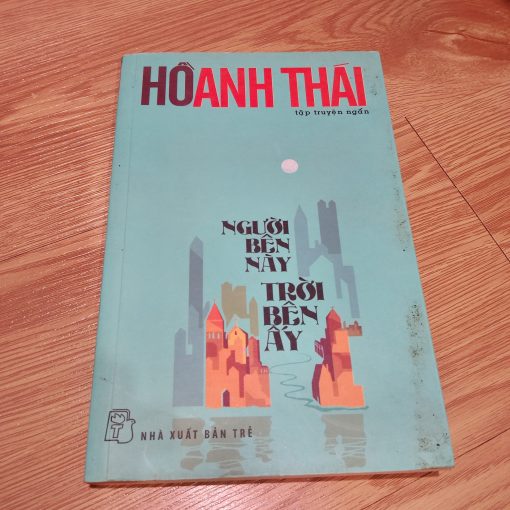 HỒ ANH THÁI
tập truyện ngắn
NGƯỜI
BÊN
NÀY
TRỜI
BÊN
ẤY
NHÀ XUẤT BẢN TRẺ